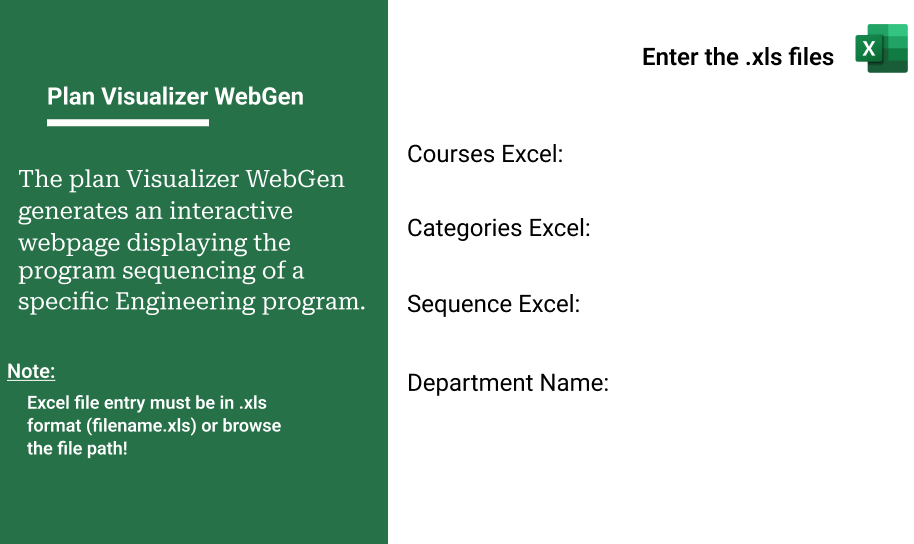 Plan Visualizer WebGen
The plan Visualizer WebGen
generates an interactive
webpage displaying the
program sequencing of a
specific Engineering program.
Note:
Excel file entry must be in .xls
format (filename.xls) or browse
the file path!
Enter the .xls files
X
Courses Excel:
Categories Excel:
Sequence Excel:
Department Name: